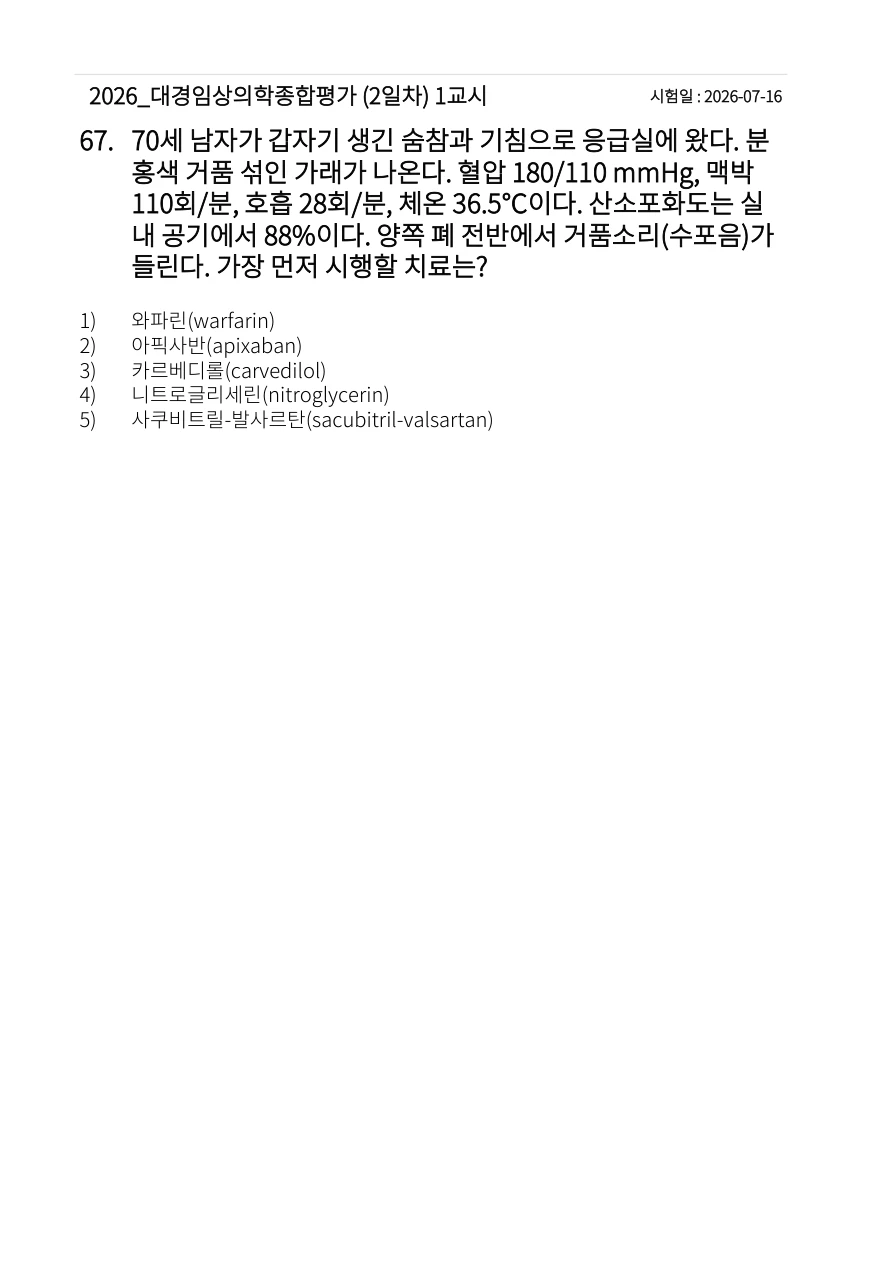 2026_대경임상의학종합평가 (2일차) 1교시
시험일 : 2026-07-16
67. 70세 남자가 갑자기 생긴 숨참과 기침으로 응급실에 왔다. 분
홍색 거품 섞인 가래가 나온다. 혈압 180/110 mmHg, 맥박
110회/분, 호흡 28회/분, 체온 36.5℃이다. 산소포화도는 실
내 공기에서 88%이다. 양쪽 폐 전반에서 거품소리(수포음)가
들린다. 가장 먼저 시행할 치료는?
1) 와파린(warfarin)
2) 아픽사반(apixaban)
3) 카르베디롤(carvedilol)
4) 니트로글리세린(nitroglycerin)
5) 사쿠비트릴-발사르탄(sacubitril-valsartan)